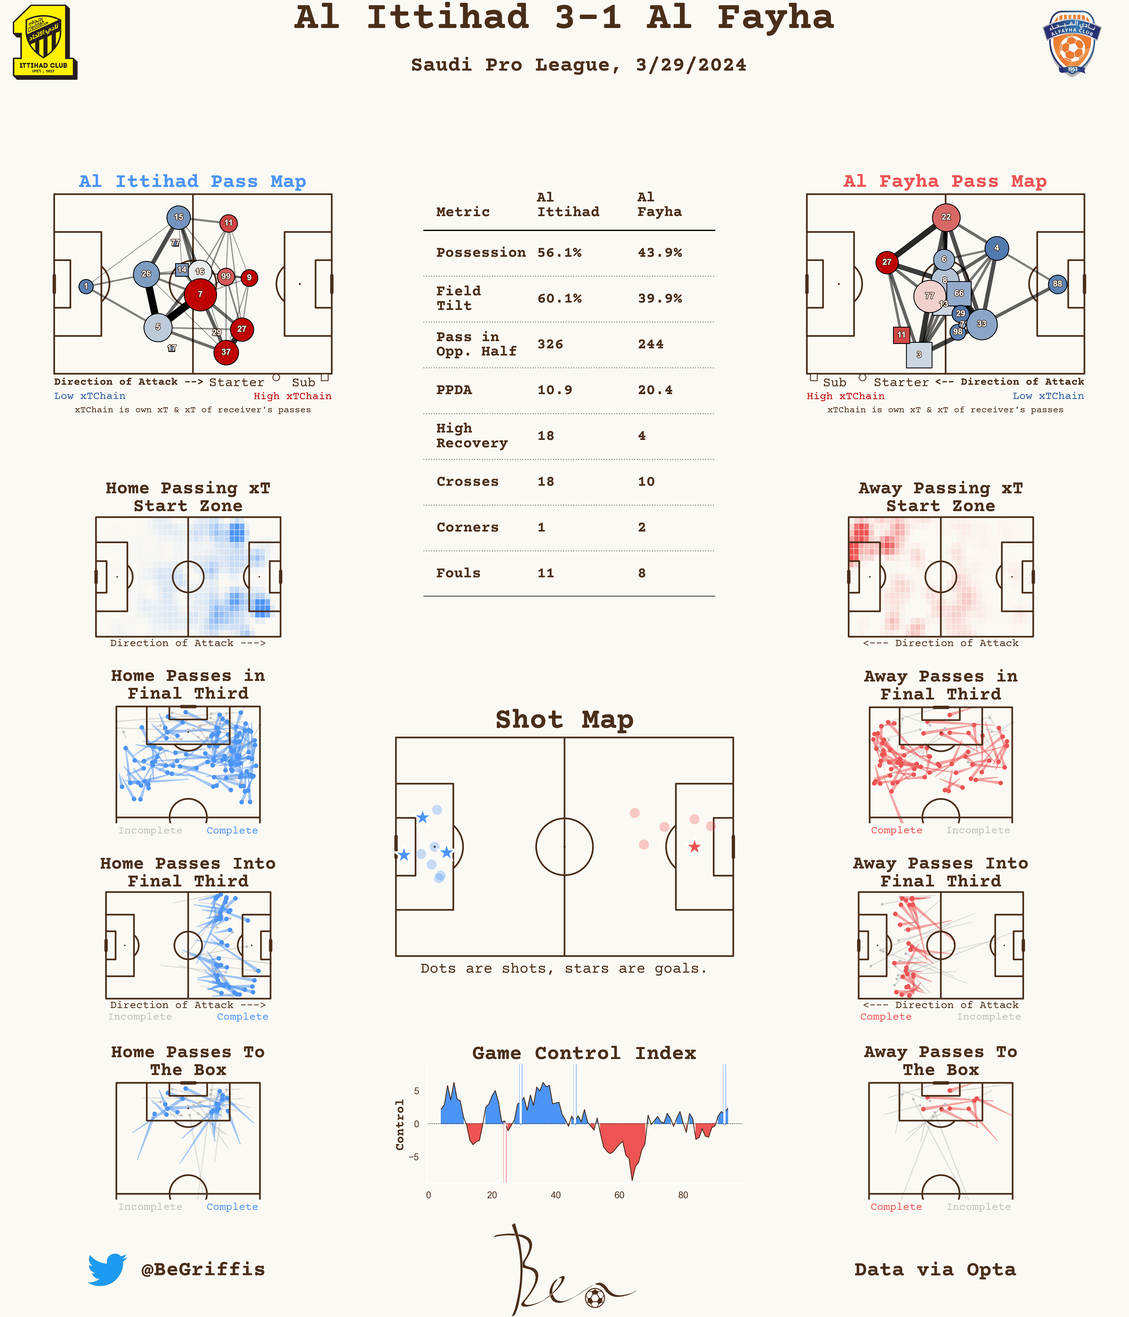 Al Ittihad 3-1 Al Fayha
Saudi Pro League, 3/29/2024
ITTIHAD CLUB
ALFAYHA CLUB
Al Ittihad Pass Map
15
11
77
26
14
16
99
9
1
7
5
29
27
17
37
Direction of Attack --> Starter Sub
Low xTChain High xTChain
xTChain is own xT & xT of receiver's passes
Metric Al Ittihad Al Fayha
Possession 56.1% 43.9%
Field Tilt 60.1% 39.9%
Pass in Opp. Half 326 244
PPDA 10.9 20.4
High Recovery 18 4
Crosses 18 10
Corners 1 2
Fouls 11 8
Al Fayha Pass Map
22
4
27
6
8
88
77
66
13
29
33
98
11
3
Sub Starter <-- Direction of Attack
High xTChain Low xTChain
xTChain is own xT & xT of receiver's passes
Home Passing xT
Start Zone
Direction of Attack --->
Away Passing xT
Start Zone
<--- Direction of Attack
Home Passes in
Final Third
Incomplete Complete
Away Passes in
Final Third
Complete Incomplete
Shot Map
Dots are shots, stars are goals.
Home Passes Into
Final Third
Direction of Attack --->
Incomplete Complete
Away Passes Into
Final Third
<--- Direction of Attack
Complete Incomplete
Home Passes To
The Box
Incomplete Complete
Game Control Index
Control
5
0
−5
0 20 40 60 80
Away Passes To
The Box
Complete Incomplete
@BeGriffis
Data via Opta